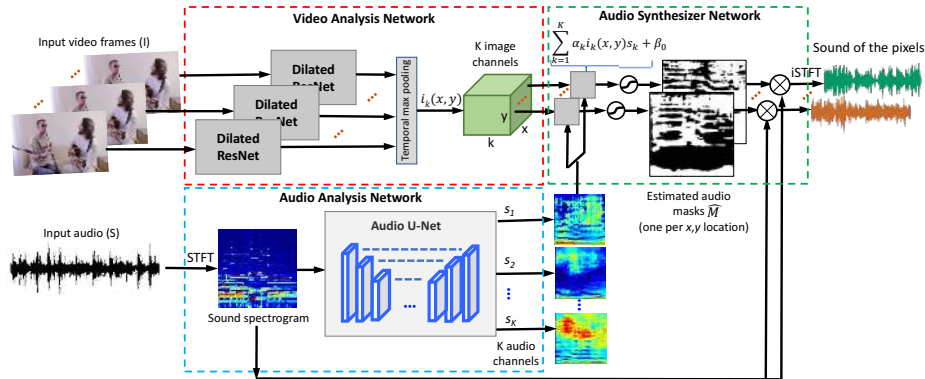 Video Analysis Network
Audio Synthesizer Network
Input video frames (I)
Dilated
ResNet
Dilated
ResNet
Dilated
ResNet
Temporal max pooling
i_k(x, y)
K image
channels
y
x
k
K
∑ α_k i_k(x, y)s_k + β_0
k=1
Sound of the pixels
iSTFT
Estimated audio
masks M̂
(one per x,y location)
Audio Analysis Network
Input audio (S)
STFT
Sound spectrogram
Audio U-Net
...
s_1
s_2
s_K
K audio
channels